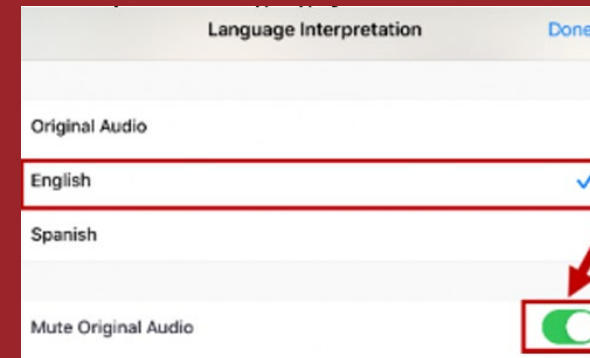 Language Interpretation Done
Original Audio
English
Spanish
Mute Original Audio